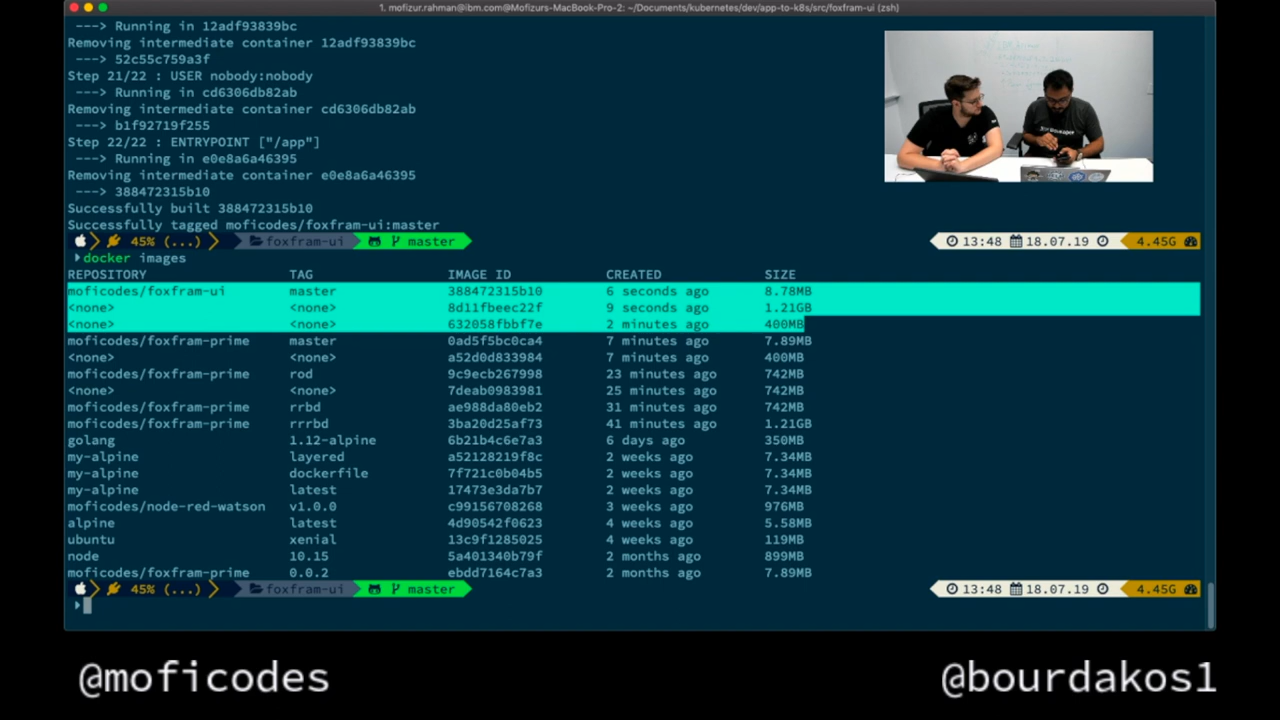 1. mofizur.rahman@ibm.com@Mofizurs-MacBook-Pro-2: ~/Documents/kubernetes/dev/app-to-k8s/src/foxfram-ui (zsh)
---> Running in 12adf93839bc
Removing intermediate container 12adf93839bc
---> 52c55c759a3f
Step 21/22 : USER nobody:nobody
---> Running in cd6306db82ab
Removing intermediate container cd6306db82ab
---> b1f92719f255
Step 22/22 : ENTRYPOINT ["/app"]
---> Running in e0e8a6a46395
Removing intermediate container e0e8a6a46395
---> 388472315b10
Successfully built 388472315b10
Successfully tagged moficodes/foxfram-ui:master
45% (...) foxfram-ui master 13:48 18.07.19 4.45G
docker images
REPOSITORY TAG IMAGE ID CREATED SIZE
moficodes/foxfram-ui master 388472315b10 6 seconds ago 8.78MB
<none> <none> 8d11fbeec22f 9 seconds ago 1.21GB
<none> <none> 632058fbbf7e 2 minutes ago 400MB
moficodes/foxfram-prime master 0ad5f5bc0ca4 7 minutes ago 7.89MB
<none> <none> a52d0d833984 7 minutes ago 400MB
moficodes/foxfram-prime rod 9c9ecb267998 23 minutes ago 742MB
<none> <none> 7deab0983981 25 minutes ago 742MB
moficodes/foxfram-prime rrbd ae988da80eb2 31 minutes ago 742MB
moficodes/foxfram-prime rrrbd 3ba20d25af73 41 minutes ago 1.21GB
golang 1.12-alpine 6b21b4c6e7a3 6 days ago 350MB
my-alpine layered a52128219f8c 2 weeks ago 7.34MB
my-alpine dockerfile 7f721c0b04b5 2 weeks ago 7.34MB
my-alpine latest 17473e3da7b7 2 weeks ago 7.34MB
moficodes/node-red-watson v1.0.0 c99156708268 3 weeks ago 976MB
alpine latest 4d90542f0623 4 weeks ago 5.58MB
ubuntu xenial 13c9f1285025 4 weeks ago 119MB
node 10.15 5a401340b79f 2 months ago 899MB
moficodes/foxfram-prime 0.0.2 ebdd7164c7a3 2 months ago 7.89MB
45% (...) foxfram-ui master 13:48 18.07.19 4.45G
@moficodes
@bourdakos1